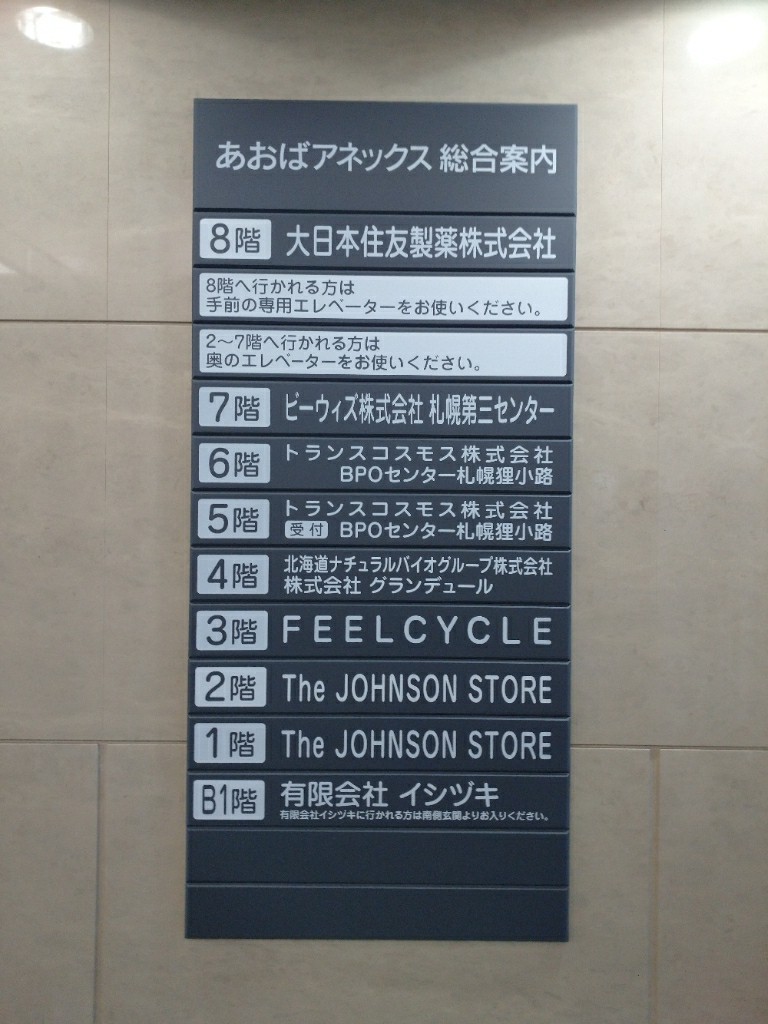 あおばアネックス 総合案内
8階 大日本住友製薬株式会社
8階へ行かれる方は
手前の専用エレベーターをお使いください。
2〜7階へ行かれる方は
奥のエレベーターをお使いください。
7階 ビーウィズ株式会社 札幌第三センター
6階 トランスコスモス株式会社
BPOセンター札幌狸小路
5階 トランスコスモス株式会社
受付 BPOセンター札幌狸小路
4階 北海道ナチュラルバイオグループ株式会社
株式会社 グランデュール
3階 FEELCYCLE
2階 The JOHNSON STORE
1階 The JOHNSON STORE
B1階 有限会社 イシヅキ
有限会社イシヅキに行かれる方は南側玄関よりお入りください。